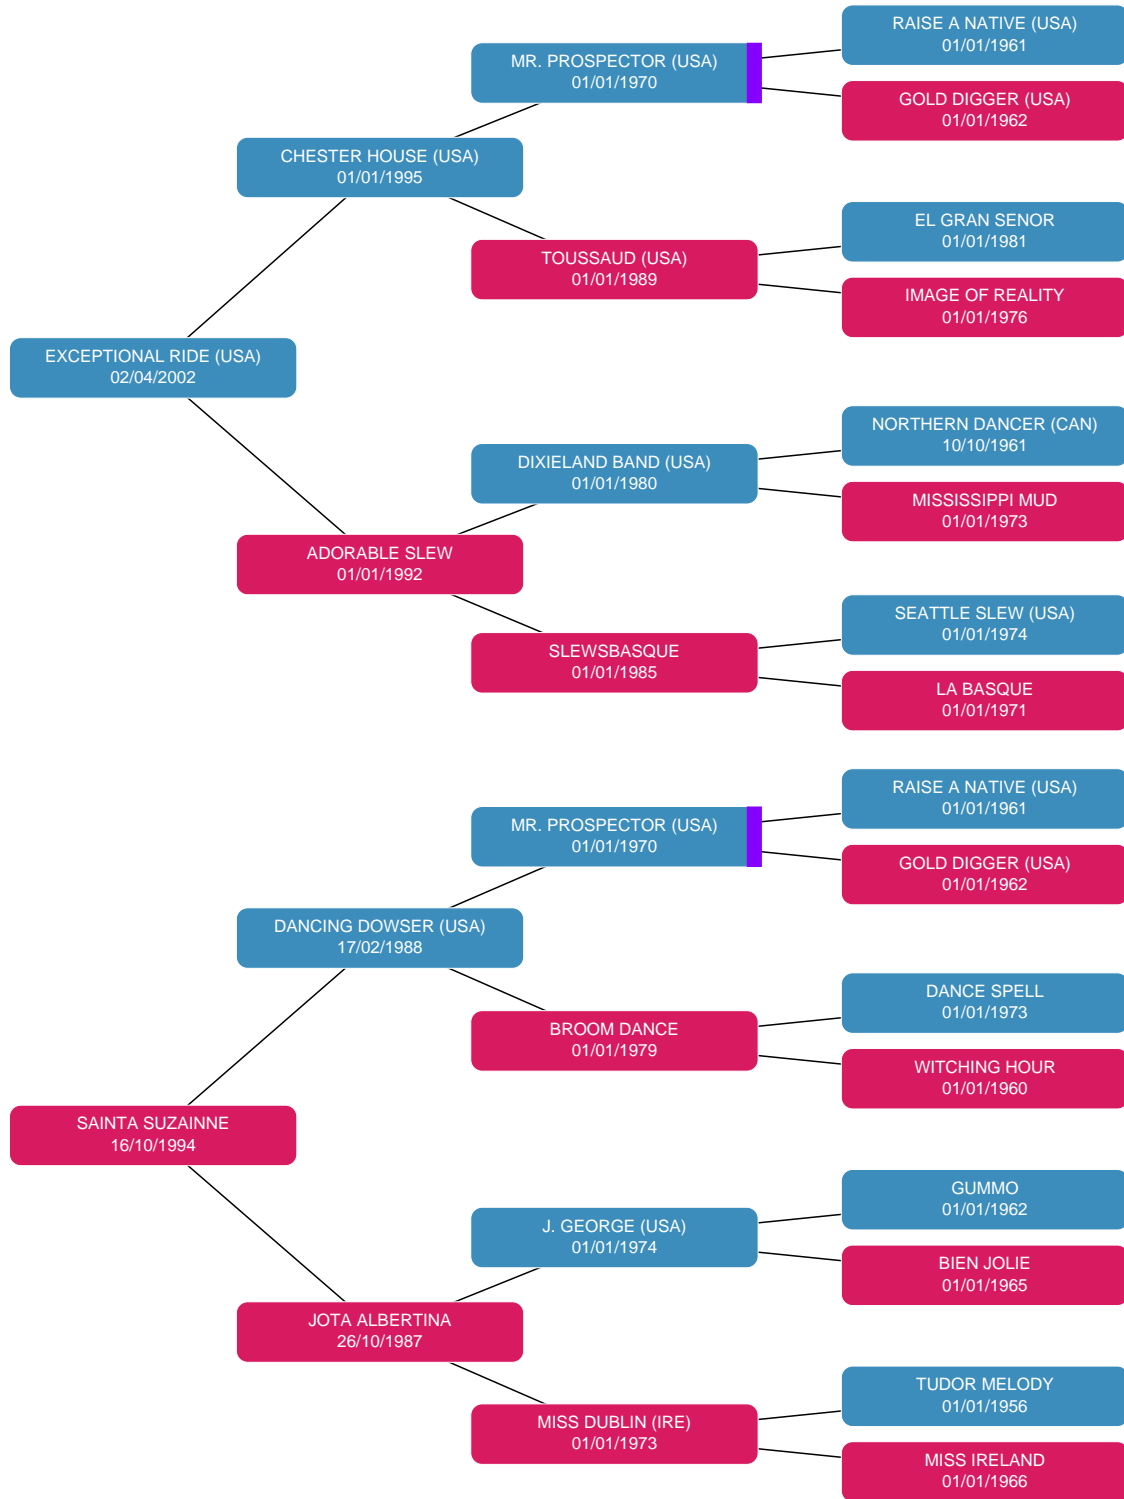 RAISE A NATIVE (USA)
01/01/1961
MR. PROSPECTOR (USA)
01/01/1970
GOLD DIGGER (USA)
01/01/1962
CHESTER HOUSE (USA)
01/01/1995
EL GRAN SENOR
01/01/1981
TOUSSAUD (USA)
01/01/1989
IMAGE OF REALITY
01/01/1976
EXCEPTIONAL RIDE (USA)
02/04/2002
NORTHERN DANCER (CAN)
10/10/1961
DIXIELAND BAND (USA)
01/01/1980
MISSISSIPPI MUD
01/01/1973
ADORABLE SLEW
01/01/1992
SEATTLE SLEW (USA)
01/01/1974
SLEWSBASQUE
01/01/1985
LA BASQUE
01/01/1971
RAISE A NATIVE (USA)
01/01/1961
MR. PROSPECTOR (USA)
01/01/1970
GOLD DIGGER (USA)
01/01/1962
DANCING DOWSER (USA)
17/02/1988
DANCE SPELL
01/01/1973
BROOM DANCE
01/01/1979
WITCHING HOUR
01/01/1960
SAINTA SUZAINNE
16/10/1994
GUMMO
01/01/1962
J. GEORGE (USA)
01/01/1974
BIEN JOLIE
01/01/1965
JOTA ALBERTINA
26/10/1987
TUDOR MELODY
01/01/1956
MISS DUBLIN (IRE)
01/01/1973
MISS IRELAND
01/01/1966